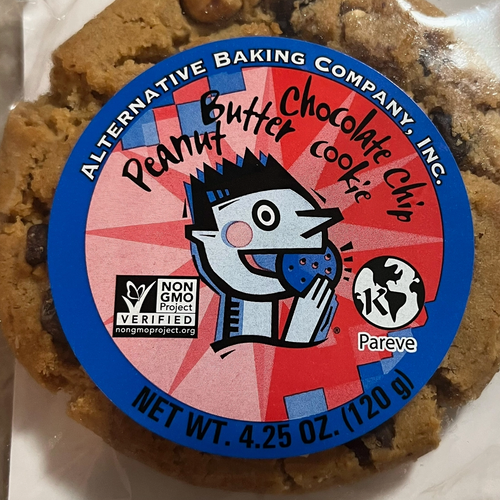 ALTERNATIVE BAKING COMPANY, INC.
Peanut Butter Chocolate Chip
cookie
NON
GMO
Project
VERIFIED
nongmoproject.org
®
K
Pareve
NET WT. 4.25 OZ. (120 g)